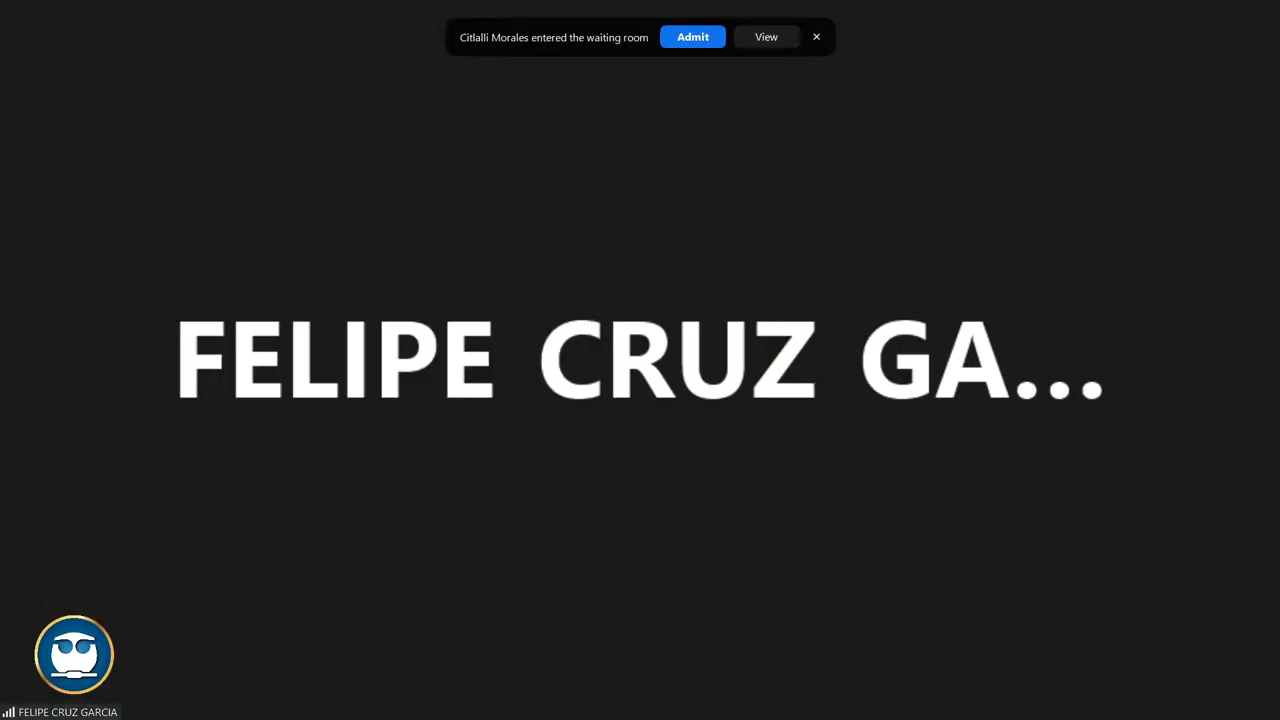 Citlalli Morales entered the waiting room Admit View ×
FELIPE CRUZ GA...
FELIPE CRUZ GARCIA